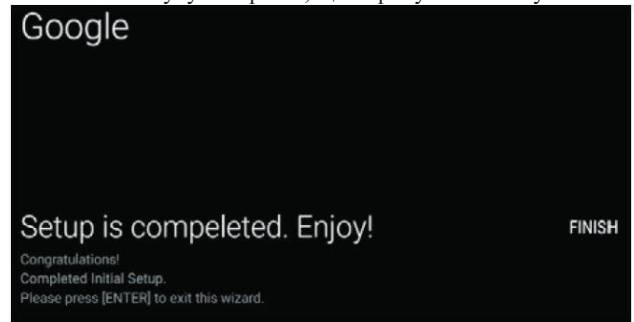 Google
Setup is compeleted. Enjoy!
FINISH
Congratulations!
Completed Initial Setup.
Please press [ENTER] to exit this wizard.